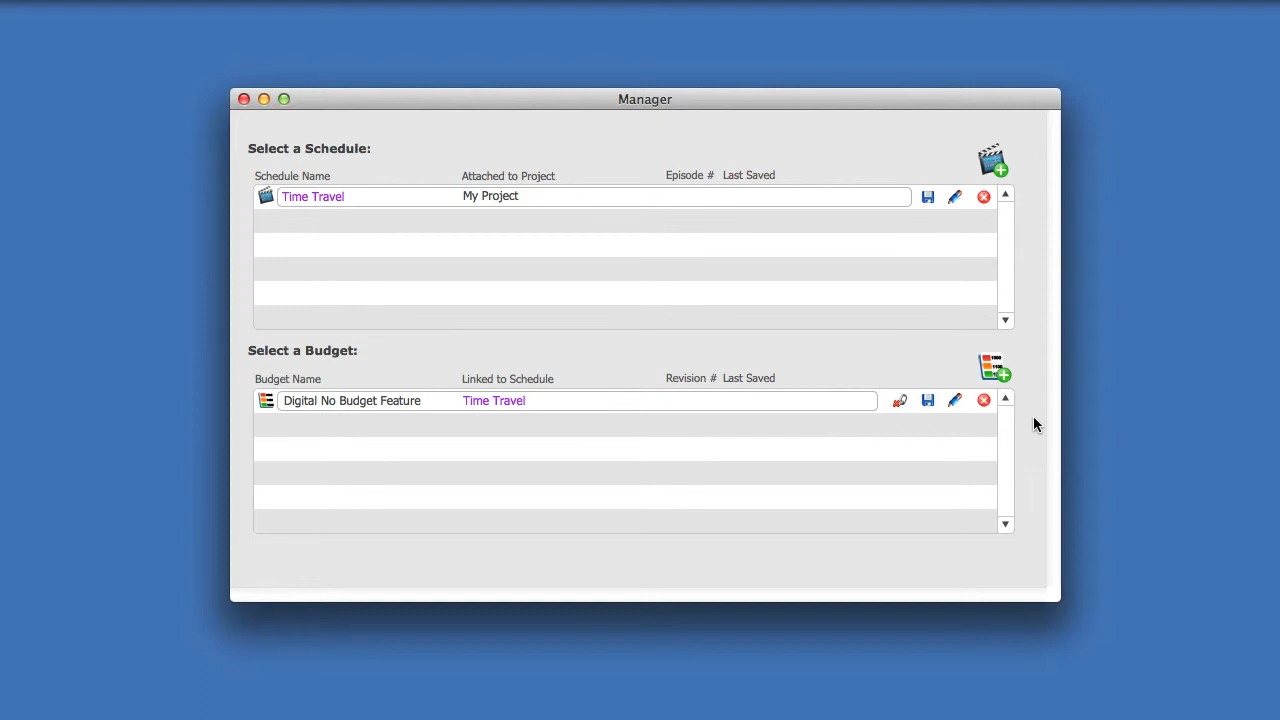 Manager
Select a Schedule:
Schedule Name Attached to Project Episode # Last Saved
Time Travel My Project
Select a Budget:
Budget Name Linked to Schedule Revision # Last Saved
Digital No Budget Feature Time Travel